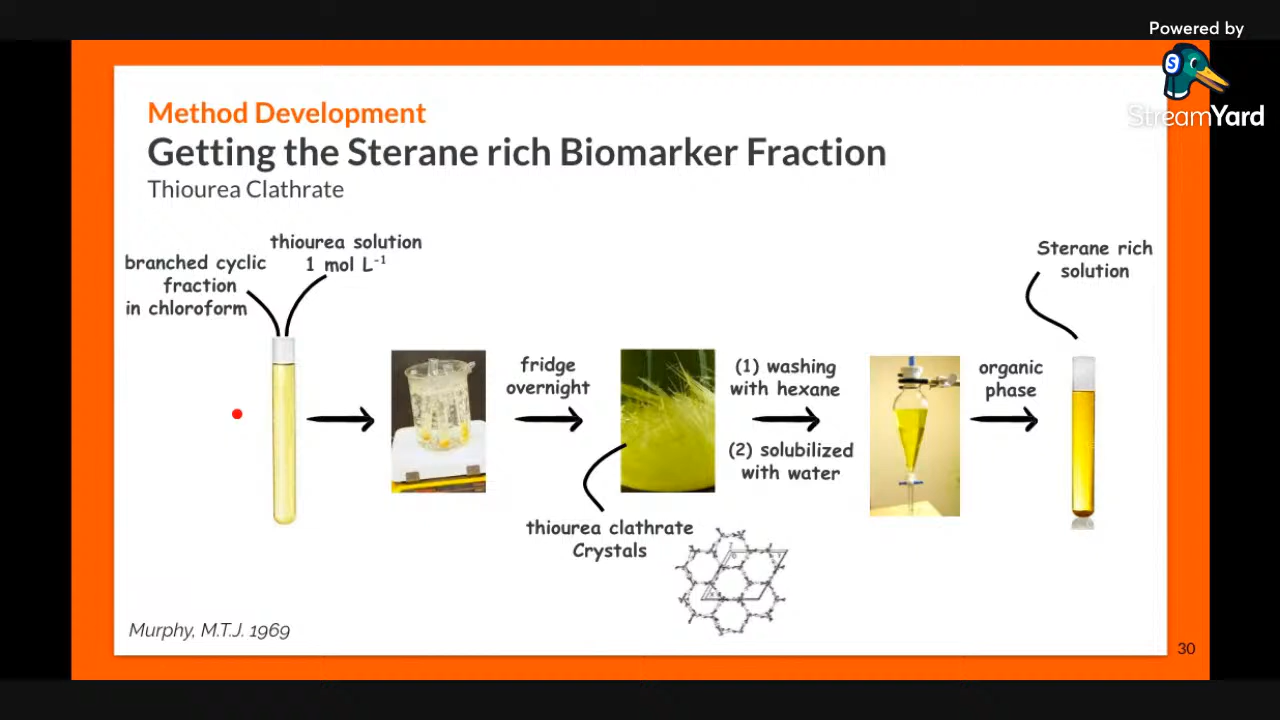 Powered by
StreamYard
Method Development
Getting the Sterane rich Biomarker Fraction
Thiourea Clathrate
branched cyclic
fraction
in chloroform
thiourea solution
1 mol L⁻¹
fridge
overnight
thiourea clathrate
Crystals
(1) washing
with hexane
(2) solubilized
with water
organic
phase
Sterane rich
solution
Murphy, M.T.J. 1969
30